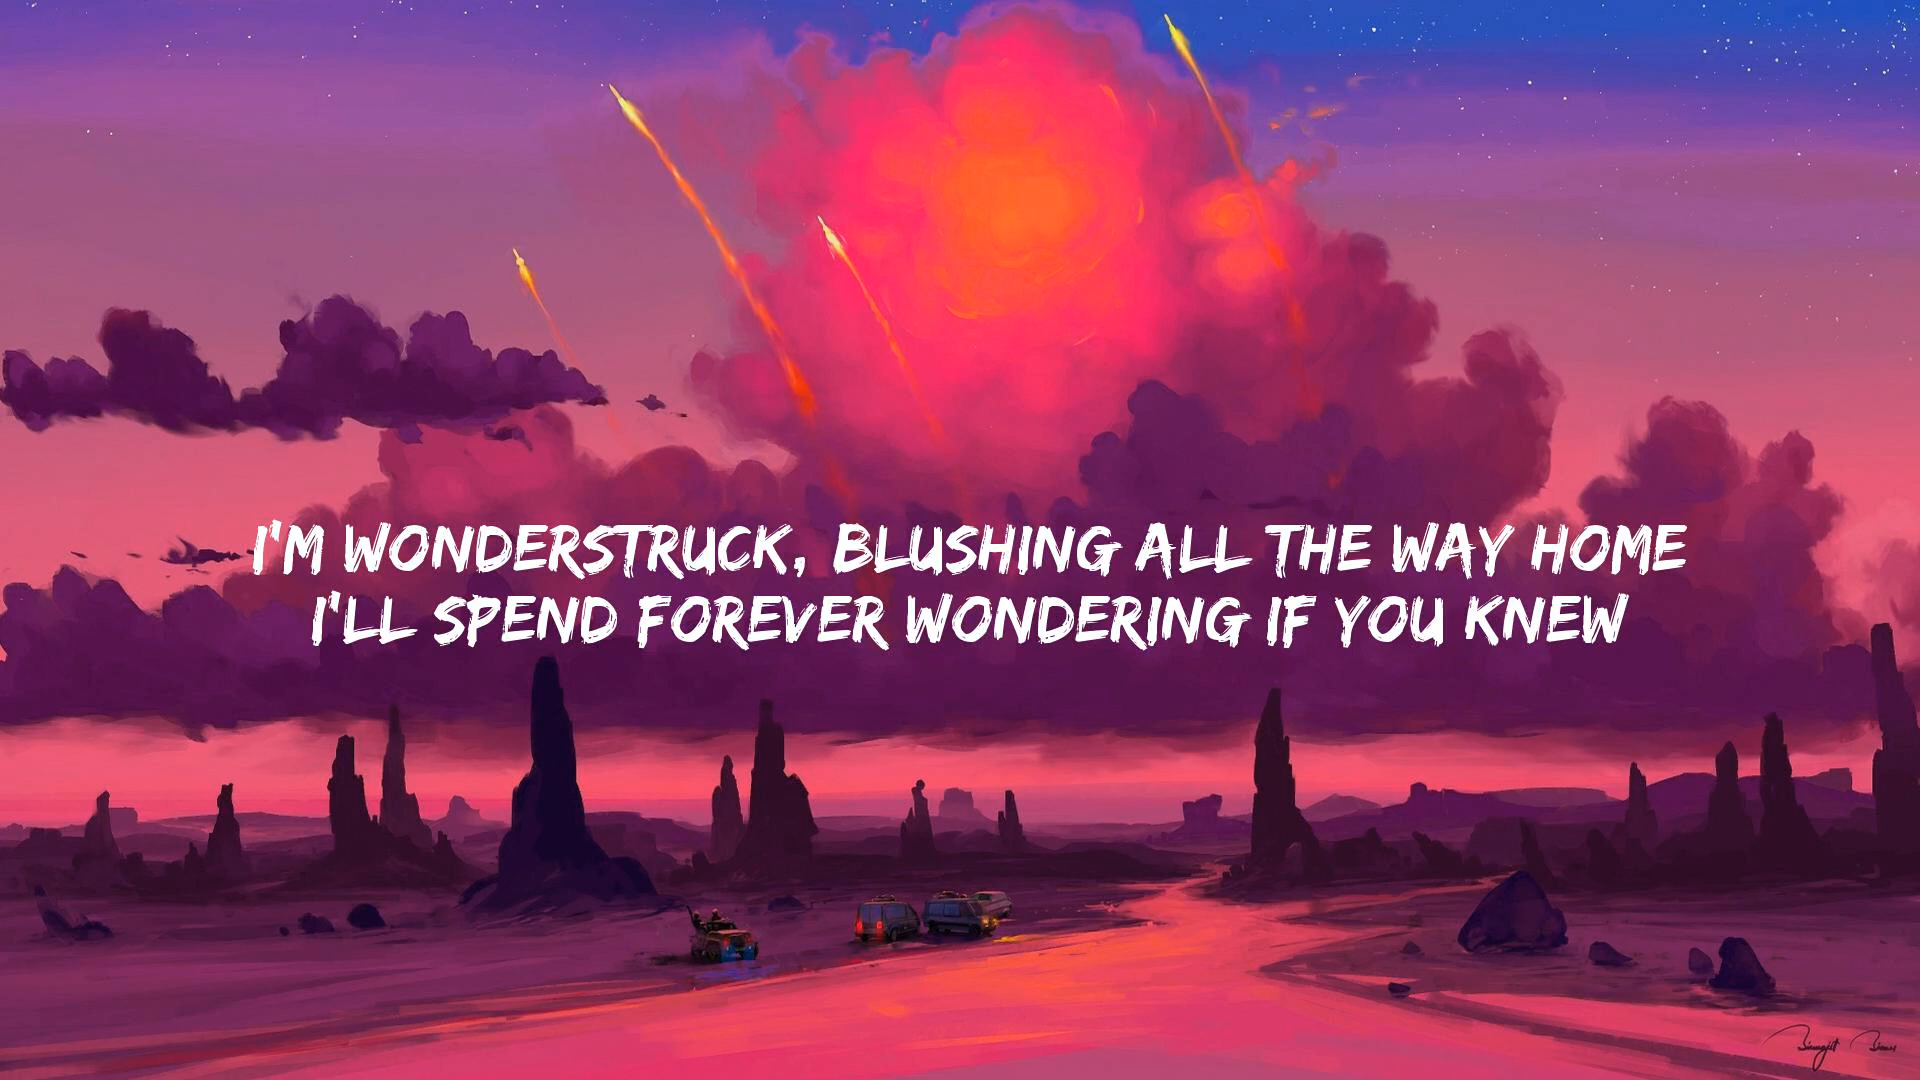 I'M WONDERSTRUCK, BLUSHING ALL THE WAY HOME
I'LL SPEND FOREVER WONDERING IF YOU KNEW